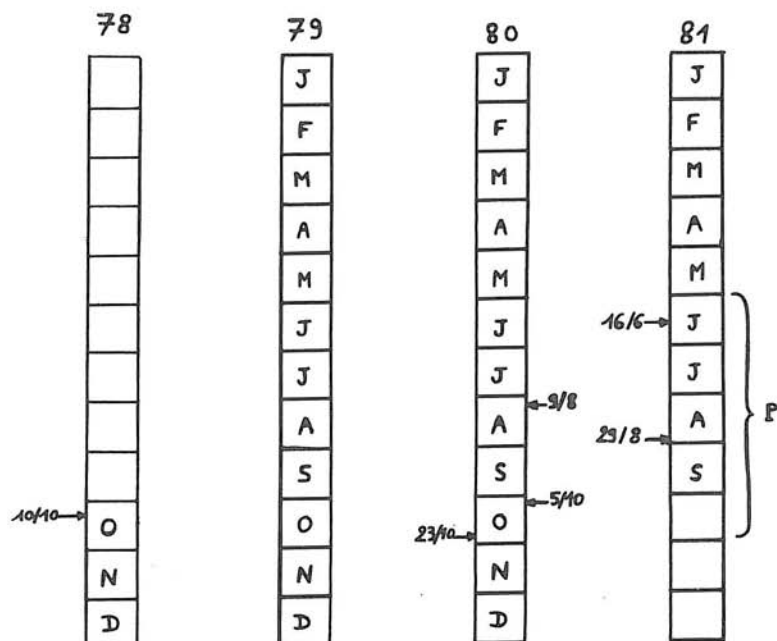 78 79 80 81
J J J
F F F
M M M
A A A
M M M
J J 16/6 J
J J J
A A 9/8 29/8 A P
S S S
10/10 O O 23/10 O 5/10
N N N
D D D